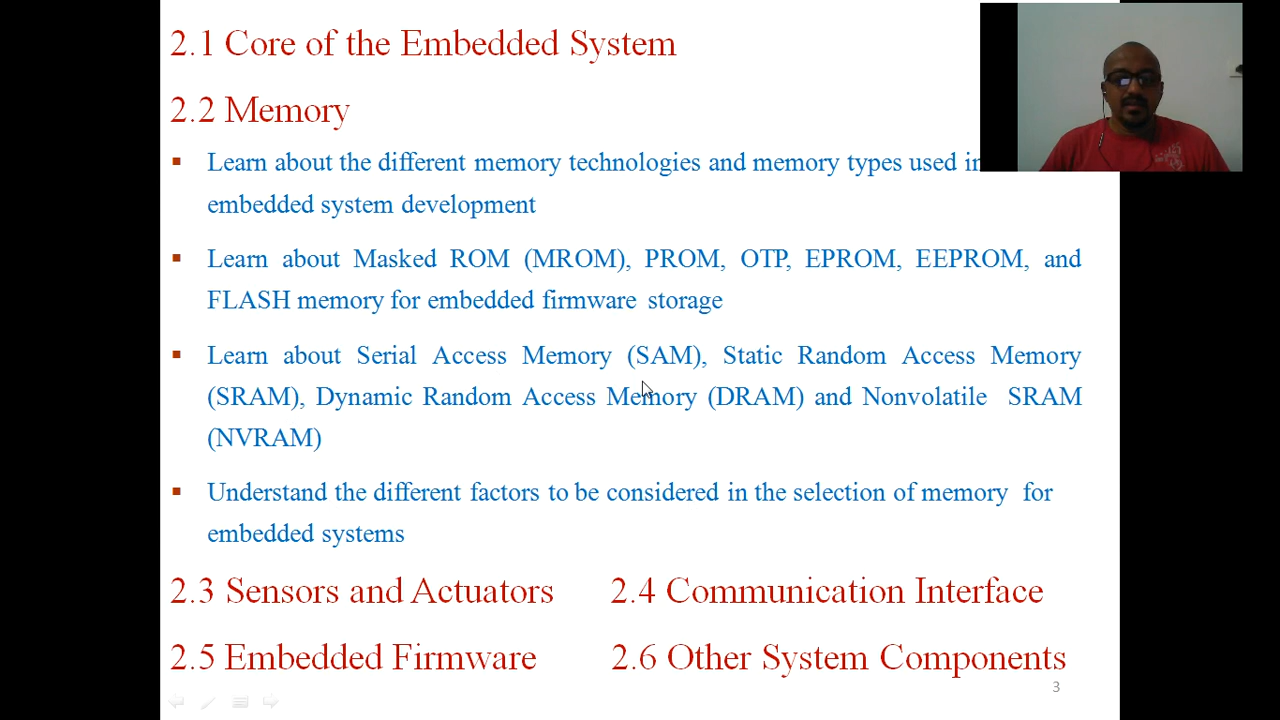 2.1 Core of the Embedded System
2.2 Memory
▪ Learn about the different memory technologies and memory types used in
embedded system development
▪ Learn about Masked ROM (MROM), PROM, OTP, EPROM, EEPROM, and
FLASH memory for embedded firmware storage
▪ Learn about Serial Access Memory (SAM), Static Random Access Memory
(SRAM), Dynamic Random Access Memory (DRAM) and Nonvolatile SRAM
(NVRAM)
▪ Understand the different factors to be considered in the selection of memory for
embedded systems
2.3 Sensors and Actuators 2.4 Communication Interface
2.5 Embedded Firmware 2.6 Other System Components
3